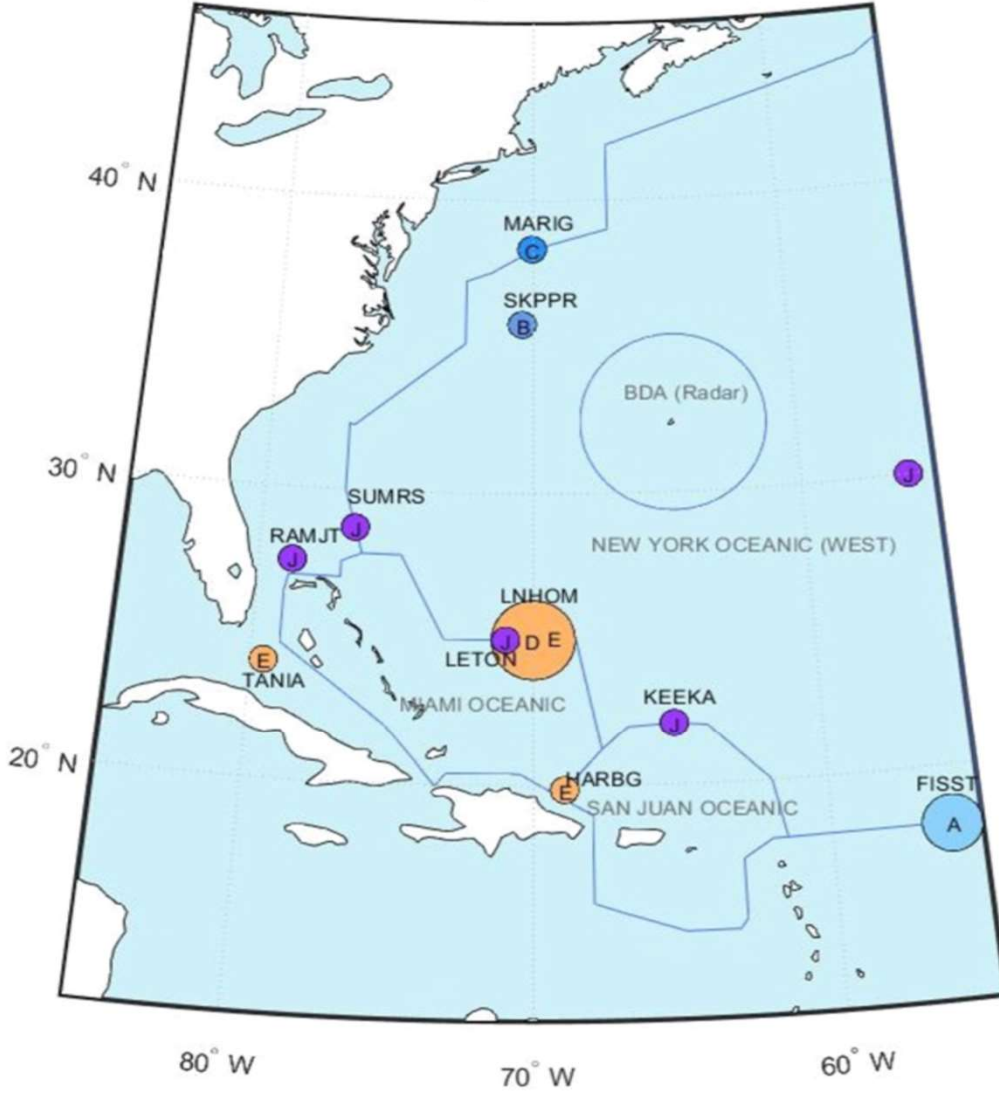 40° N
MARIG
C
SKPPR
B
BDA (Radar)
30° N
J
SUMRS
J
RAMJT
J
NEW YORK OCEANIC (WEST)
LNHOM
J D E
LETON
E
TANIA
MIAMI OCEANIC
KEEKA
J
20° N
HARBG
E
SAN JUAN OCEANIC
FISST
A
80° W
70° W
60° W